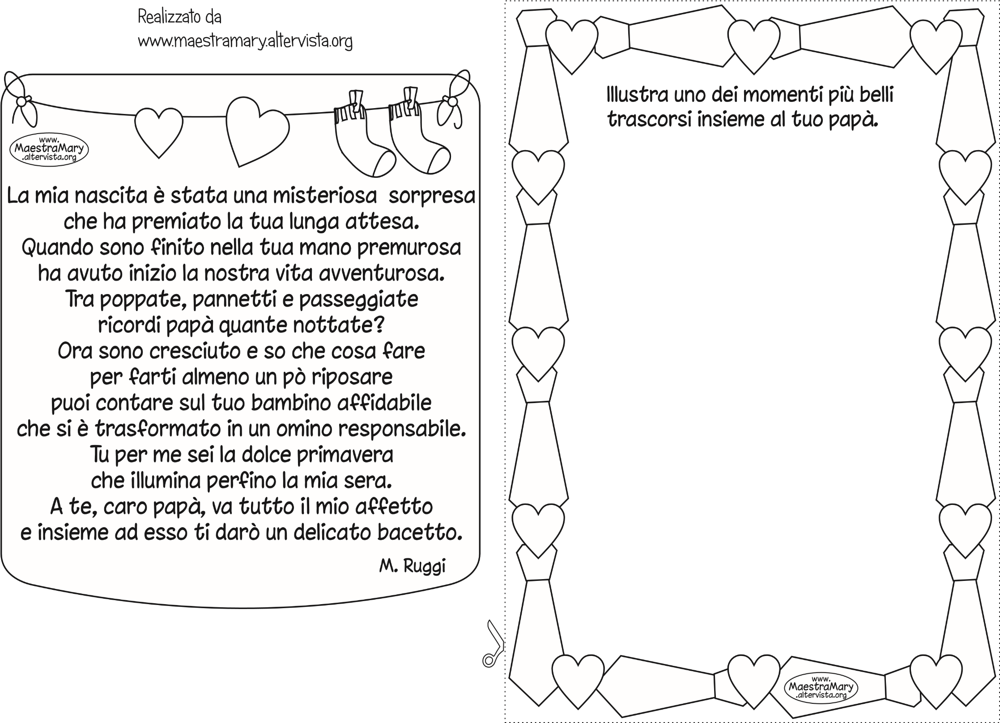 Realizzato da
www.maestramary.altervista.org
www.
MaestraMary
.altervista.org
La mia nascita è stata una misteriosa sorpresa
che ha premiato la tua lunga attesa.
Quando sono finito nella tua mano premurosa
ha avuto inizio la nostra vita avventurosa.
Tra poppate, pannetti e passeggiate
ricordi papà quante nottate?
Ora sono cresciuto e so che cosa fare
per farti almeno un pò riposare
puoi contare sul tuo bambino affidabile
che si è trasformato in un omino responsabile.
Tu per me sei la dolce primavera
che illumina perfino la mia sera.
A te, caro papà, va tutto il mio affetto
e insieme ad esso ti darò un delicato bacetto.
M. Ruggi
Illustra uno dei momenti più belli
trascorsi insieme al tuo papà.
www.
MaestraMary
.altervista.org